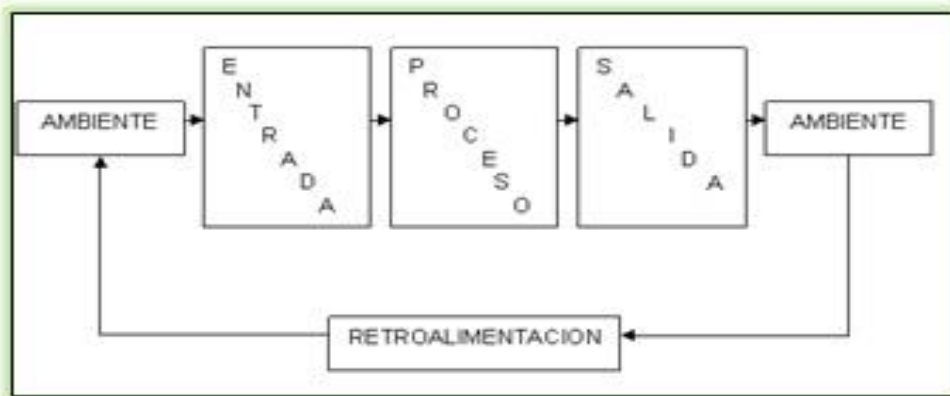 AMBIENTE
ENTRADA
PROCESO
SALIDA
AMBIENTE
RETROALIMENTACION